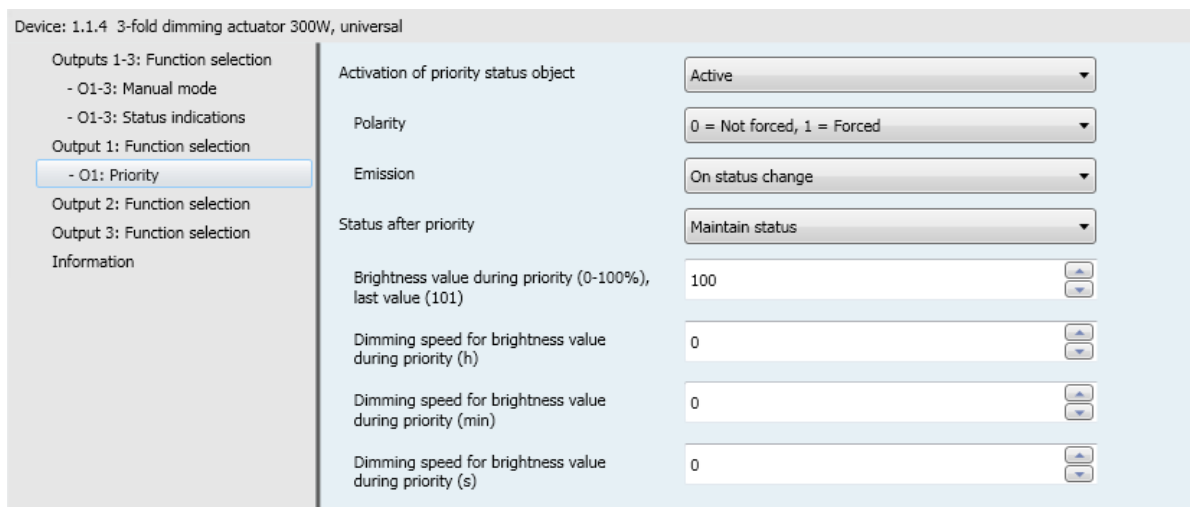 Device: 1.1.4 3-fold dimming actuator 300W, universal
Outputs 1-3: Function selection
- O1-3: Manual mode
- O1-3: Status indications
Output 1: Function selection
- O1: Priority
Output 2: Function selection
Output 3: Function selection
Information
Activation of priority status object
Active
Polarity
0 = Not forced, 1 = Forced
Emission
On status change
Status after priority
Maintain status
Brightness value during priority (0-100%),
last value (101)
100
Dimming speed for brightness value
during priority (h)
0
Dimming speed for brightness value
during priority (min)
0
Dimming speed for brightness value
during priority (s)
0